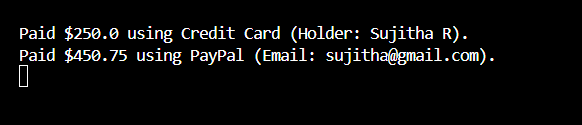 Paid $250.0 using Credit Card (Holder: Sujitha R).
Paid $450.75 using PayPal (Email: sujitha@gmail.com).